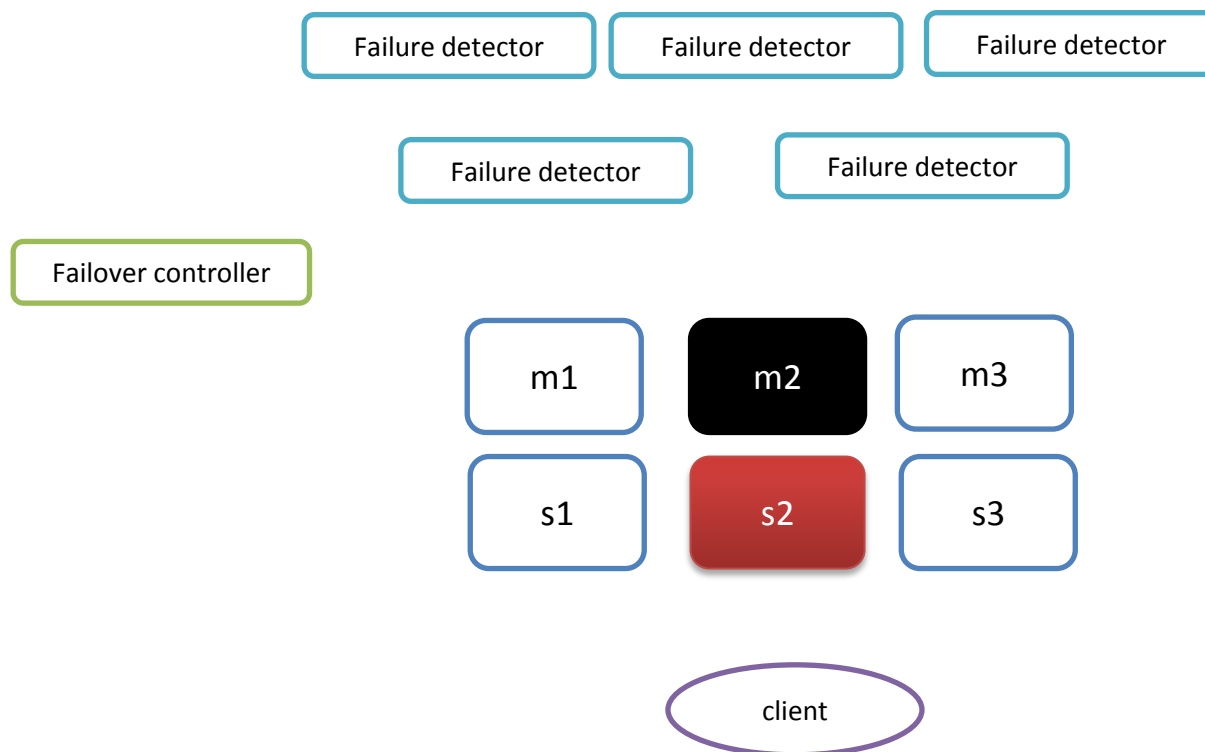 Failure detector
Failure detector
Failure detector
Failure detector
Failure detector
Failover controller
m1
m2
m3
s1
s2
s3
client